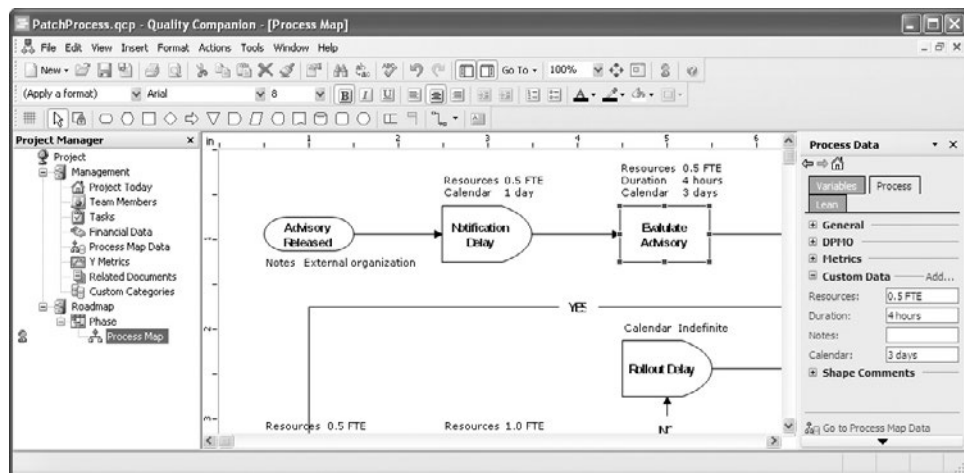 PatchProcess.qcp - Quality Companion - [Process Map]
File Edit View Insert Format Actions Tools Window Help
New Go To 100%
(Apply a format) Arial 8 B I U A
Project Manager x in 1 2 3 4 5 6 Process Data x
Project
Management
Project Today
Team Members
Tasks
Financial Data
Process Map Data
Y Metrics
Related Documents
Custom Categories
Roadmap
Phase
Process Map
1
2
3
Resources 0.5 FTE
Calendar 1 day
Resources 0.5 FTE
Duration 4 hours
Calendar 3 days
Advisory
Released
Notification
Delay
Evalulate
Advisory
Notes External organization
YES
Calendar Indefinite
Rollout Delay
Resources 0.5 FTE Resources 1.0 FTE
Variables Process
Lean
General
DPMO
Metrics
Custom Data Add...
Resources: 0.5 FTE
Duration: 4 hours
Notes:
Calendar: 3 days
Shape Comments
Go to Process Map Data